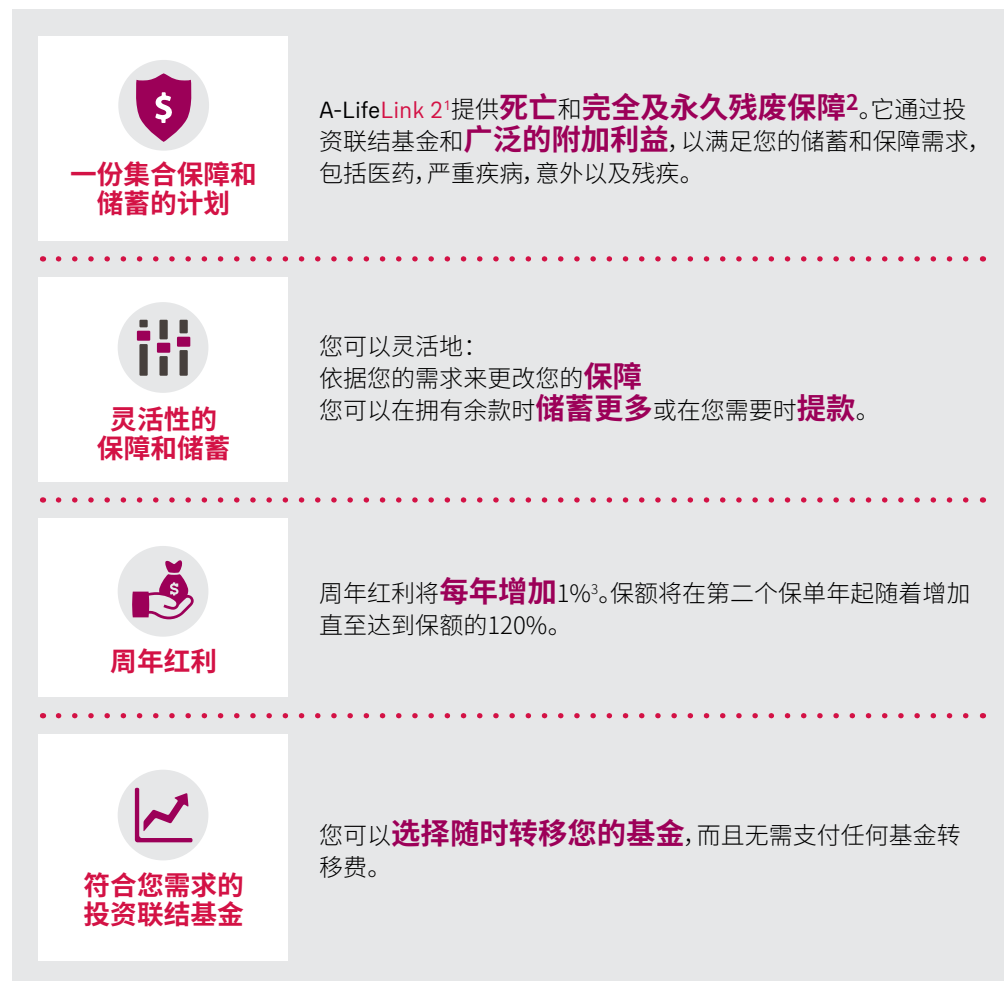 $
一份集合保障和
储蓄的计划
A-LifeLink 2¹提供死亡和完全及永久残废保障²。它通过投
资联结基金和广泛的附加利益，以满足您的储蓄和保障需求，
包括医药，严重疾病，意外以及残疾。
灵活性的
保障和储蓄
您可以灵活地：
依据您的需求来更改您的保障
您可以在拥有余款时储蓄更多或在您需要时提款。
$
周年红利
周年红利将每年增加1%³。保额将在第二个保单年起随着增加
直至达到保额的120%。
符合您需求的
投资联结基金
您可以选择随时转移您的基金，而且无需支付任何基金转
移费。